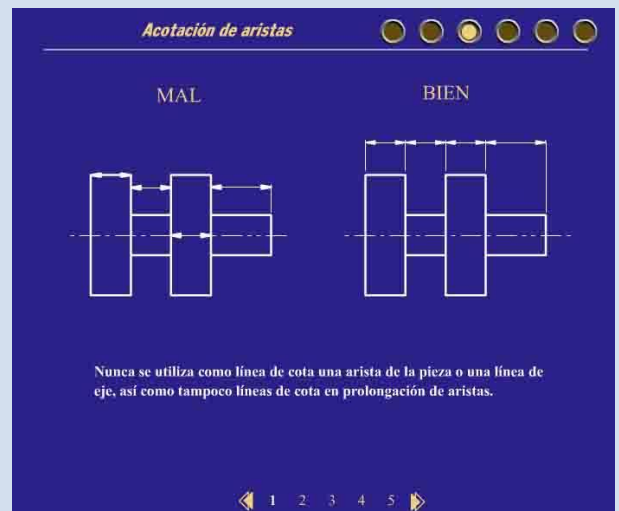 Acotación de aristas
MAL
BIEN
Nunca se utiliza como línea de cota una arista de la pieza o una línea de
eje, así como tampoco líneas de cota en prolongación de aristas.
1 2 3 4 5